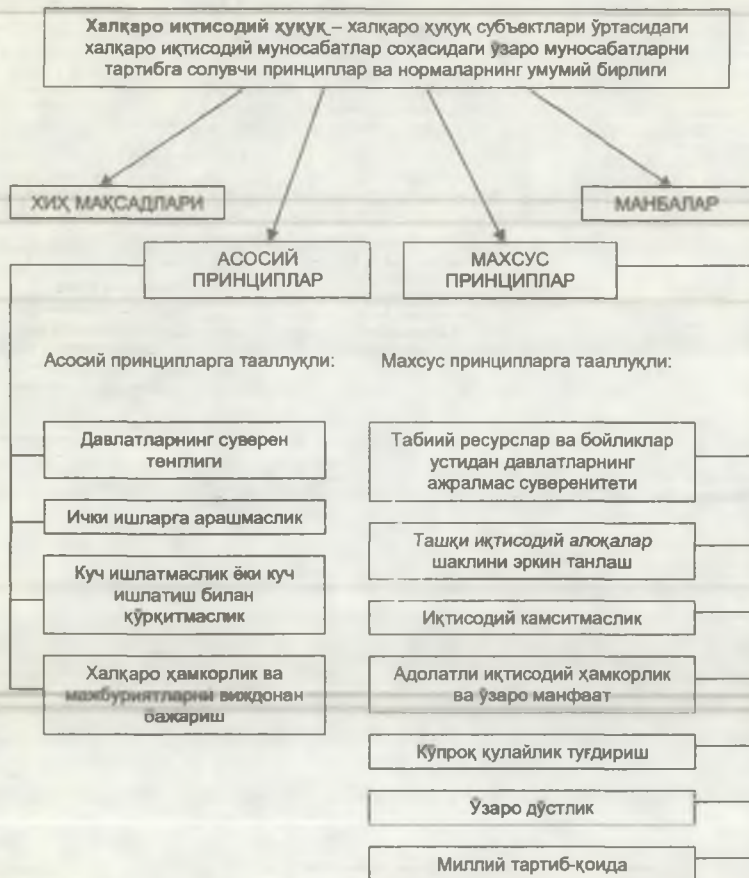 Халқаро иқтисодий ҳуқуқ – халқаро ҳуқуқ субъектлари ўртасидаги
халқаро иқтисодий муносабатлар соҳасидаги ўзаро муносабатларни
тартибга солувчи принциплар ва нормаларнинг умумий бирлиги
ХИҲ МАҚСАДЛАРИ
МАНБАЛАР
АСОСИЙ
ПРИНЦИПЛАР
МАХСУС
ПРИНЦИПЛАР
Асосий принципларга тааллуқли:
Давлатларнинг суверен
тенглиги
Ички ишларга арашмаслик
Куч ишлатмаслик ёки куч
ишлатиш билан
қўрқитмаслик
Халқаро ҳамкорлик ва
мажбуриятларни виждонан
бажариш
Махсус принципларга тааллуқли:
Табиий ресурслар ва бойликлар
устидан давлатларнинг
ажралмас суверенитети
Ташқи иқтисодий алоқалар
шаклини эркин танлаш
Иқтисодий камситмаслик
Адолатли иқтисодий ҳамкорлик
ва ўзаро манфаат
Кўпроқ қулайлик туғдириш
Ўзаро дўстлик
Миллий тартиб-қоида